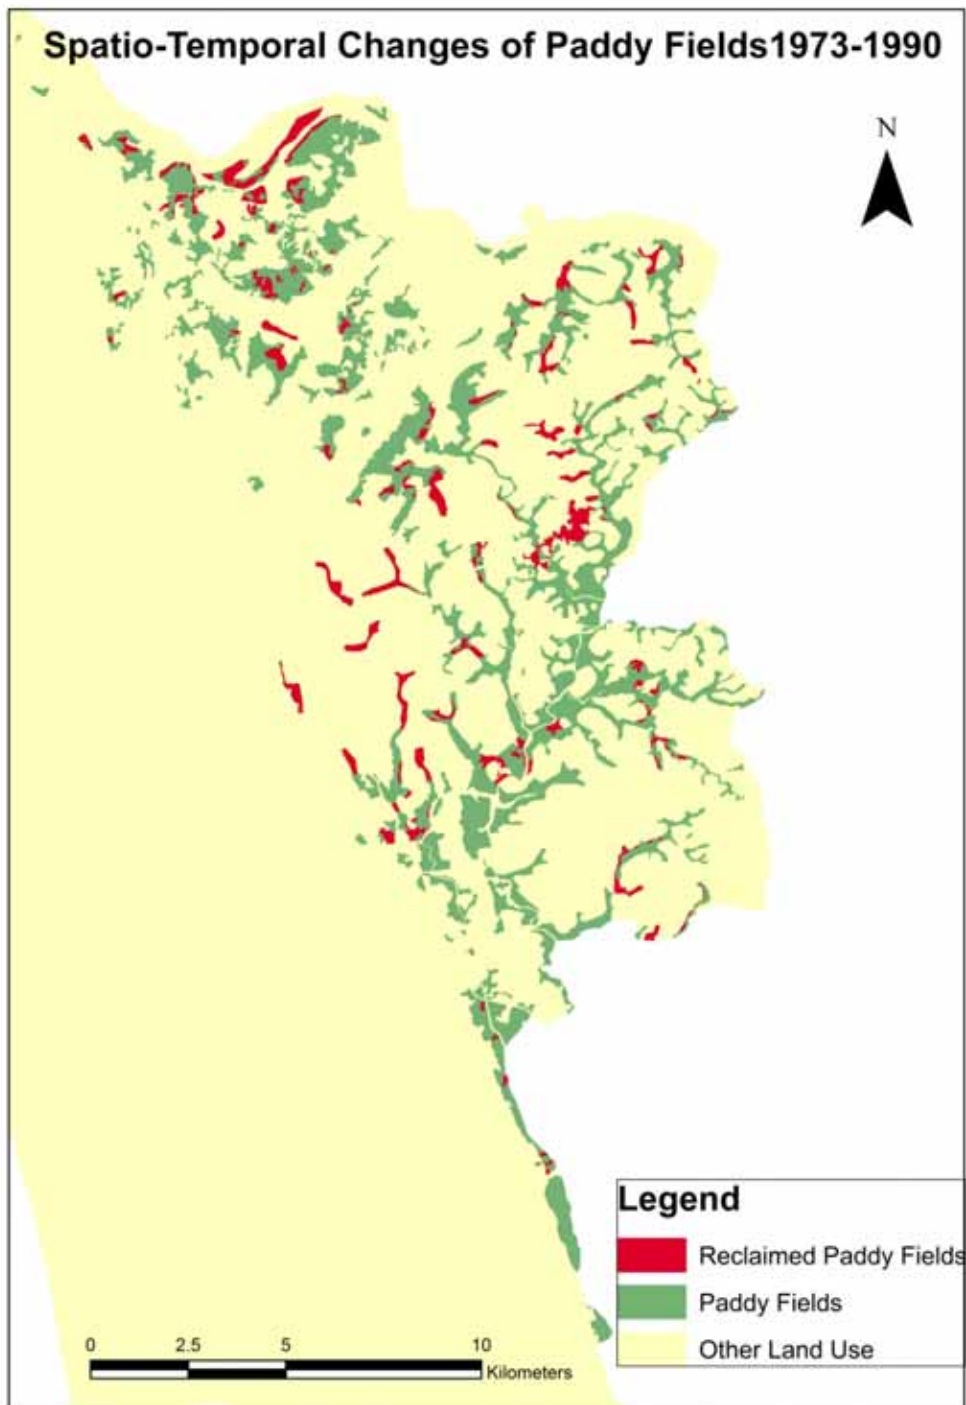 Spatio-Temporal Changes of Paddy Fields1973-1990
N
Legend
Reclaimed Paddy Fields
Paddy Fields
Other Land Use
0 2.5 5 10
Kilometers